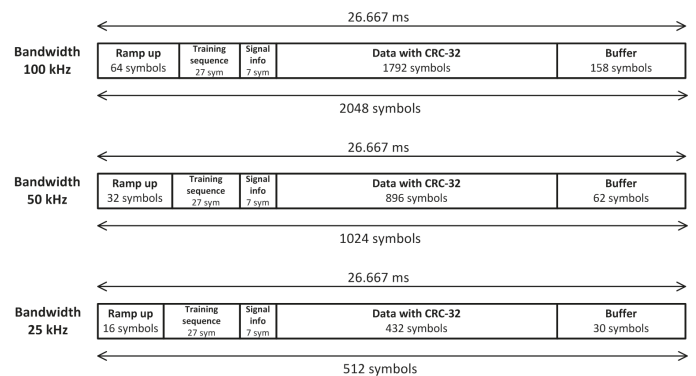 26.667 ms
Bandwidth
100 kHz
Ramp up
64 symbols
Training
sequence
27 sym
Signal
info
7 sym
Data with CRC-32
1792 symbols
Buffer
158 symbols
2048 symbols
26.667 ms
Bandwidth
50 kHz
Ramp up
32 symbols
Training
sequence
27 sym
Signal
info
7 sym
Data with CRC-32
896 symbols
Buffer
62 symbols
1024 symbols
26.667 ms
Bandwidth
25 kHz
Ramp up
16 symbols
Training
sequence
27 sym
Signal
info
7 sym
Data with CRC-32
432 symbols
Buffer
30 symbols
512 symbols